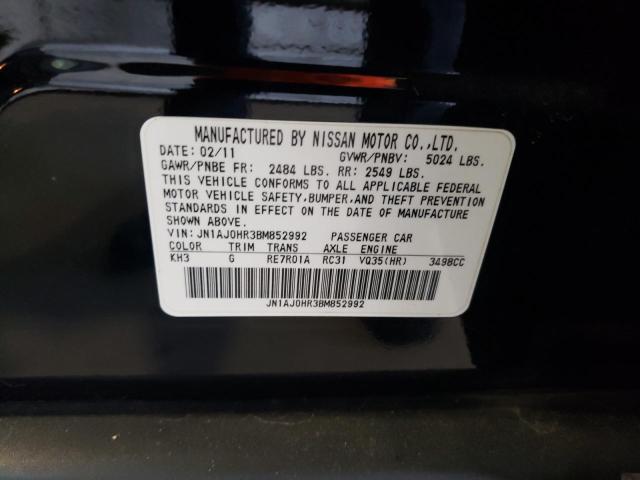 MANUFACTURED BY NISSAN MOTOR CO.,LTD.
DATE: 02/11 GVWR/PNBV: 5024 LBS.
GAWR/PNBE FR: 2484 LBS. RR: 2549 LBS.
THIS VEHICLE CONFORMS TO ALL APPLICABLE FEDERAL
MOTOR VEHICLE SAFETY,BUMPER,AND THEFT PREVENTION
STANDARDS IN EFFECT ON THE DATE OF MANUFACTURE
SHOWN ABOVE.
VIN: JN1AJ0HR3BM852992 PASSENGER CAR
COLOR TRIM TRANS AXLE ENGINE
KH3 G RE7R01A RC31 VQ35(HR) 3498CC
JN1AJ0HR3BM852992